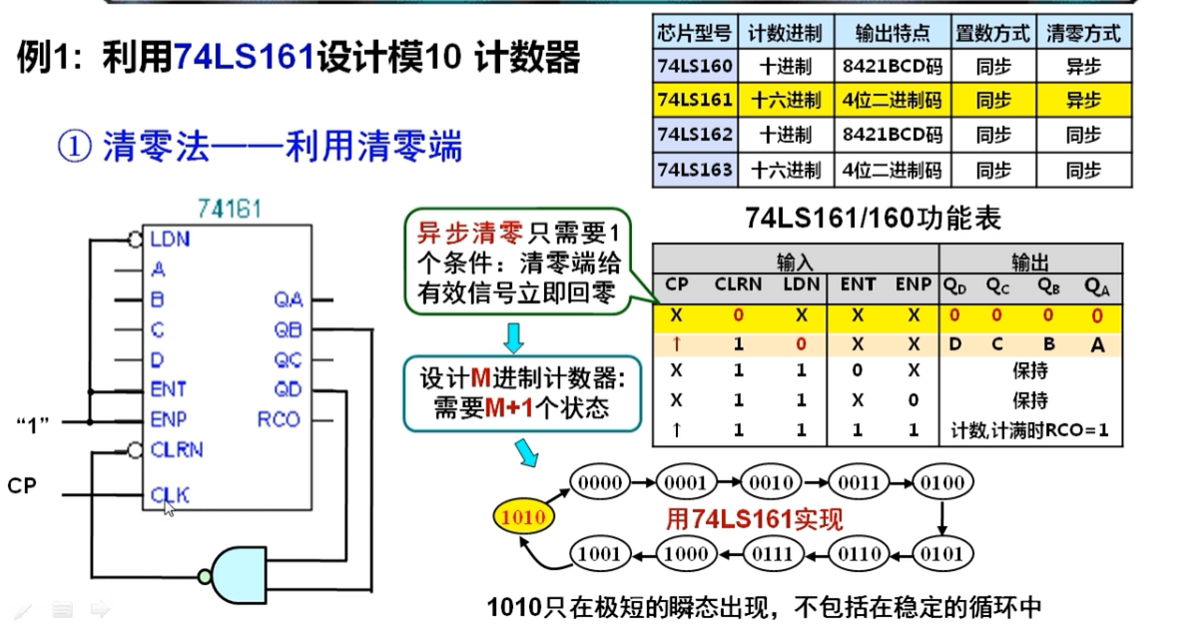 例1: 利用74LS161设计模10 计数器
① 清零法——利用清零端
芯片型号 计数进制 输出特点 置数方式 清零方式
74LS160 十进制 8421BCD码 同步 异步
74LS161 十六进制 4位二进制码 同步 异步
74LS162 十进制 8421BCD码 同步 同步
74LS163 十六进制 4位二进制码 同步 同步
74161
LDN
A
B QA
C QB
D QC
ENT QD
ENP RCO
CLRN
CLK
“1”
CP
异步清零只需要1
个条件：清零端给
有效信号立即回零
设计M进制计数器:
需要M+1个状态
74LS161/160功能表
输入 输出
CP CLRN LDN ENT ENP QD QC QB QA
X 0 X X X 0 0 0 0
↑ 1 0 X X D C B A
X 1 1 0 X 保持
X 1 1 X 0 保持
↑ 1 1 1 1 计数,计满时RCO=1
0000 0001 0010 0011 0100
1010 用74LS161实现
1001 1000 0111 0110 0101
1010只在极短的瞬态出现，不包括在稳定的循环中